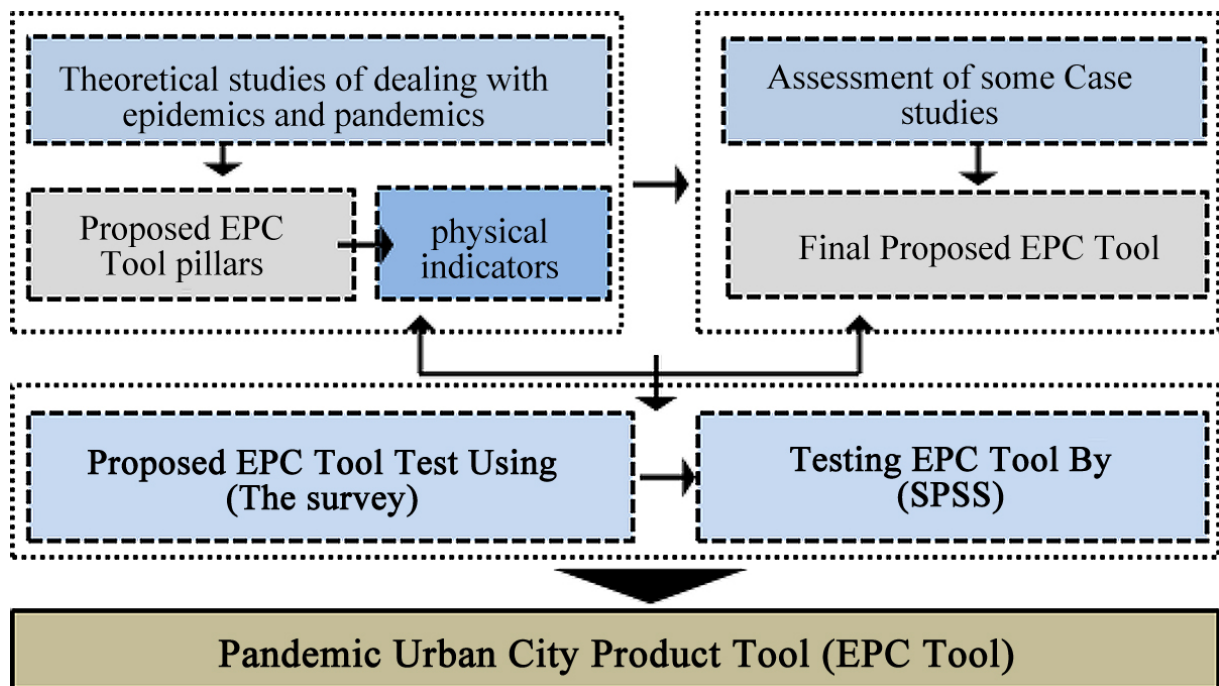 Theoretical studies of dealing with
epidemics and pandemics
Proposed EPC
Tool pillars
physical
indicators
Assessment of some Case
studies
Final Proposed EPC Tool
Proposed EPC Tool Test Using
(The survey)
Testing EPC Tool By
(SPSS)
Pandemic Urban City Product Tool (EPC Tool)